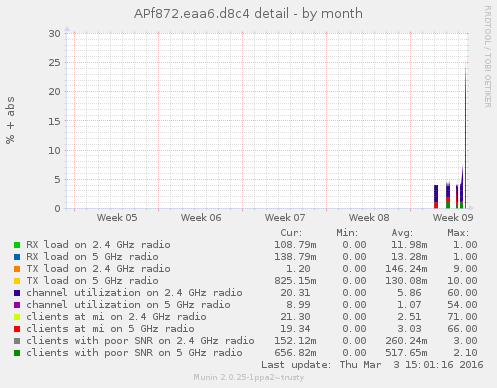 APf872.eaa6.d8c4 detail - by month
RRDTOOL / TOBI OETIKER
% + abs
30
25
20
15
10
5
0
Week 05 Week 06 Week 07 Week 08 Week 09
Cur: Min: Avg: Max:
RX load on 2.4 GHz radio 108.79m 0.00 11.98m 1.00
RX load on 5 GHz radio 138.79m 0.00 13.28m 1.00
TX load on 2.4 GHz radio 1.20 0.00 146.24m 9.00
TX load on 5 GHz radio 825.15m 0.00 130.08m 10.00
channel utilization on 2.4 GHz radio 20.31 0.00 5.86 60.00
channel utilization on 5 GHz radio 8.99 0.00 1.07 54.00
clients at mi on 2.4 GHz radio 21.30 0.00 2.51 71.00
clients at mi on 5 GHz radio 19.34 0.00 3.03 66.00
clients with poor SNR on 2.4 GHz radio 152.12m 0.00 260.24m 3.00
clients with poor SNR on 5 GHz radio 656.82m 0.00 517.65m 2.10
Last update: Thu Mar 3 15:01:16 2016
Munin 2.0.25-1ppa2~trusty